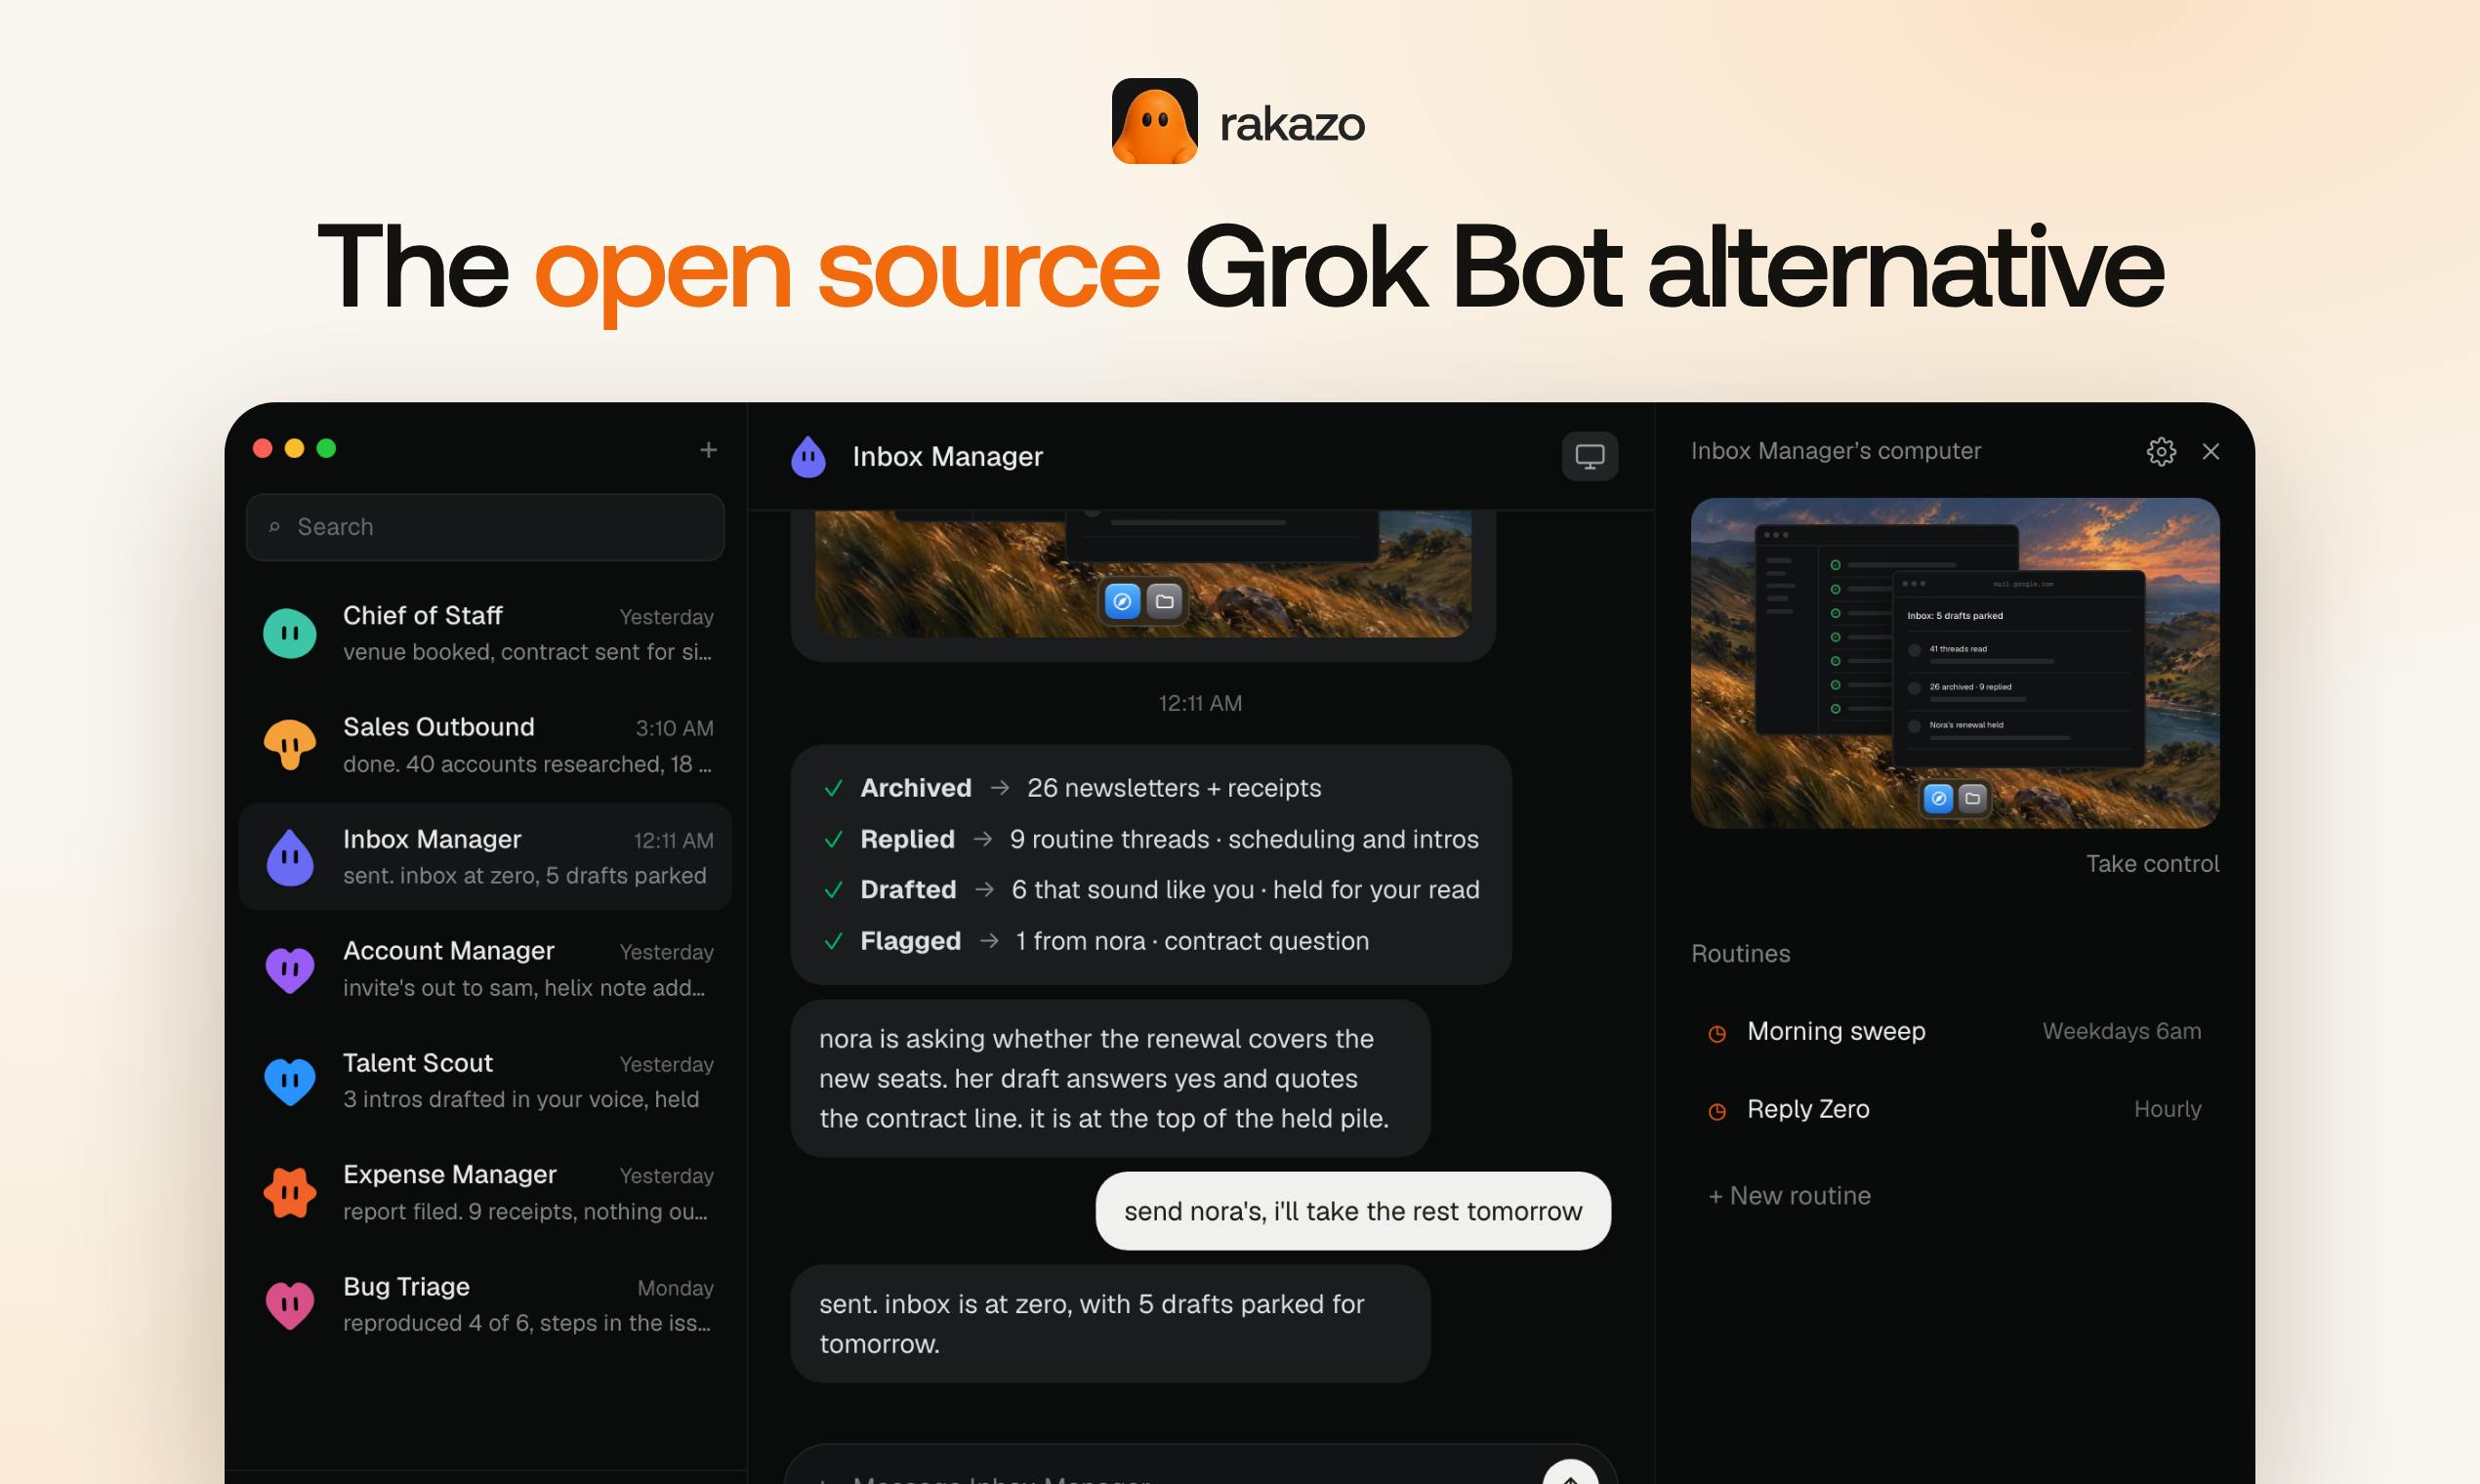 rakazo
The open source Grok Bot alternative
+
Search
Chief of Staff
Yesterday
venue booked, contract sent for si...
Sales Outbound
3:10 AM
done. 40 accounts researched, 18 ...
Inbox Manager
12:11 AM
sent. inbox at zero, 5 drafts parked
Account Manager
Yesterday
invite's out to sam, helix note add...
Talent Scout
Yesterday
3 intros drafted in your voice, held
Expense Manager
Yesterday
report filed. 9 receipts, nothing ou...
Bug Triage
Monday
reproduced 4 of 6, steps in the iss...
Inbox Manager
12:11 AM
✓ Archived → 26 newsletters + receipts
✓ Replied → 9 routine threads · scheduling and intros
✓ Drafted → 6 that sound like you · held for your read
✓ Flagged → 1 from nora · contract question
nora is asking whether the renewal covers the
new seats. her draft answers yes and quotes
the contract line. it is at the top of the held pile.
send nora's, i'll take the rest tomorrow
sent. inbox is at zero, with 5 drafts parked for
tomorrow.
Message Inbox Manager
Inbox Manager’s computer
mail.google.com
Inbox: 5 drafts parked
41 threads read
26 archived · 9 replied
Nora's renewal held
Take control
Routines
Morning sweep
Weekdays 6am
Reply Zero
Hourly
+ New routine